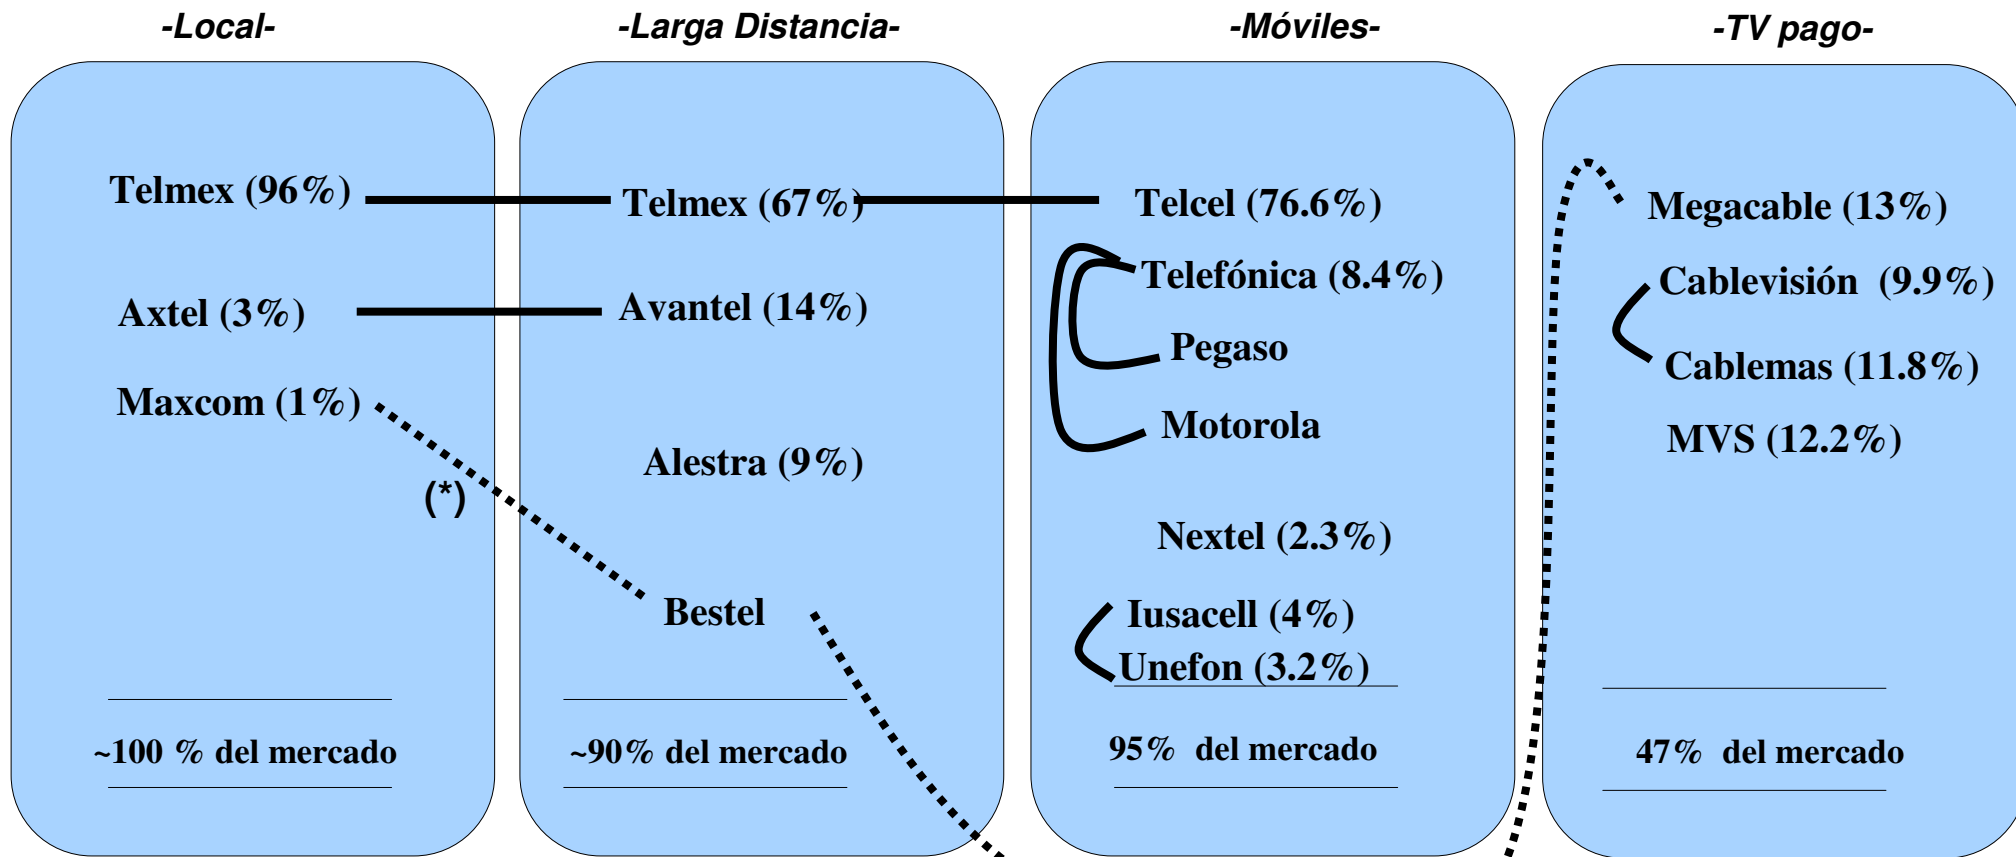 -Local-
Telmex (96%)
Axtel (3%)
Maxcom (1%)
(*)
~100 % del mercado
-Larga Distancia-
Telmex (67%)
Avantel (14%)
Alestra (9%)
Bestel
~90% del mercado
-Móviles-
Telcel (76.6%)
Telefónica (8.4%)
Pegaso
Motorola
Nextel (2.3%)
Iusacell (4%)
Unefon (3.2%)
95% del mercado
-TV pago-
Megacable (13%)
Cablevisión (9.9%)
Cablemas (11.8%)
MVS (12.2%)
47% del mercado